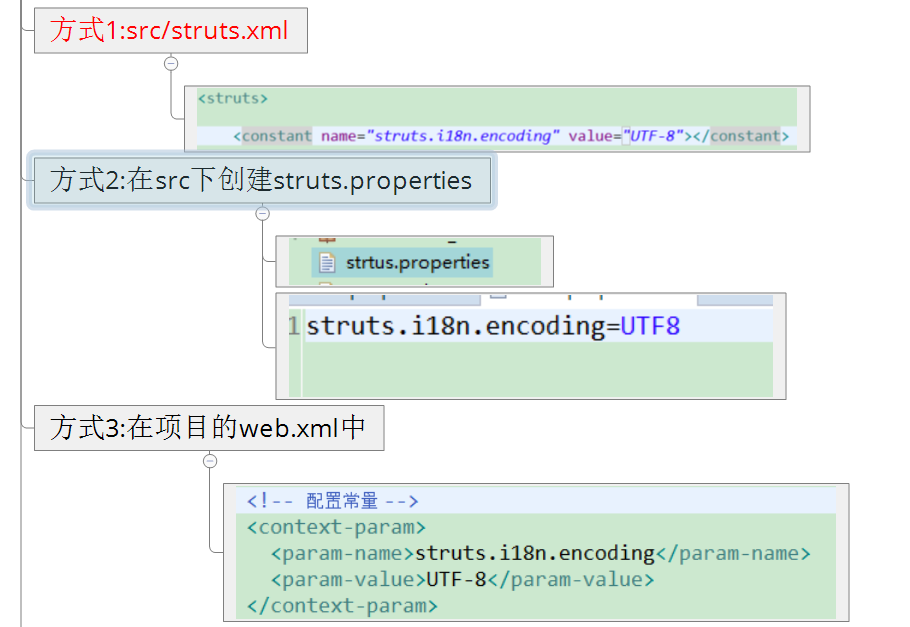 方式1:src/struts.xml
<struts>
<constant name="struts.i18n.encoding" value="UTF-8"></constant>
方式2:在src下创建struts.properties
strtus.properties
1 struts.i18n.encoding=UTF8
方式3:在项目的web.xml中
<!-- 配置常量 -->
<context-param>
<param-name>struts.i18n.encoding</param-name>
<param-value>UTF-8</param-value>
</context-param>